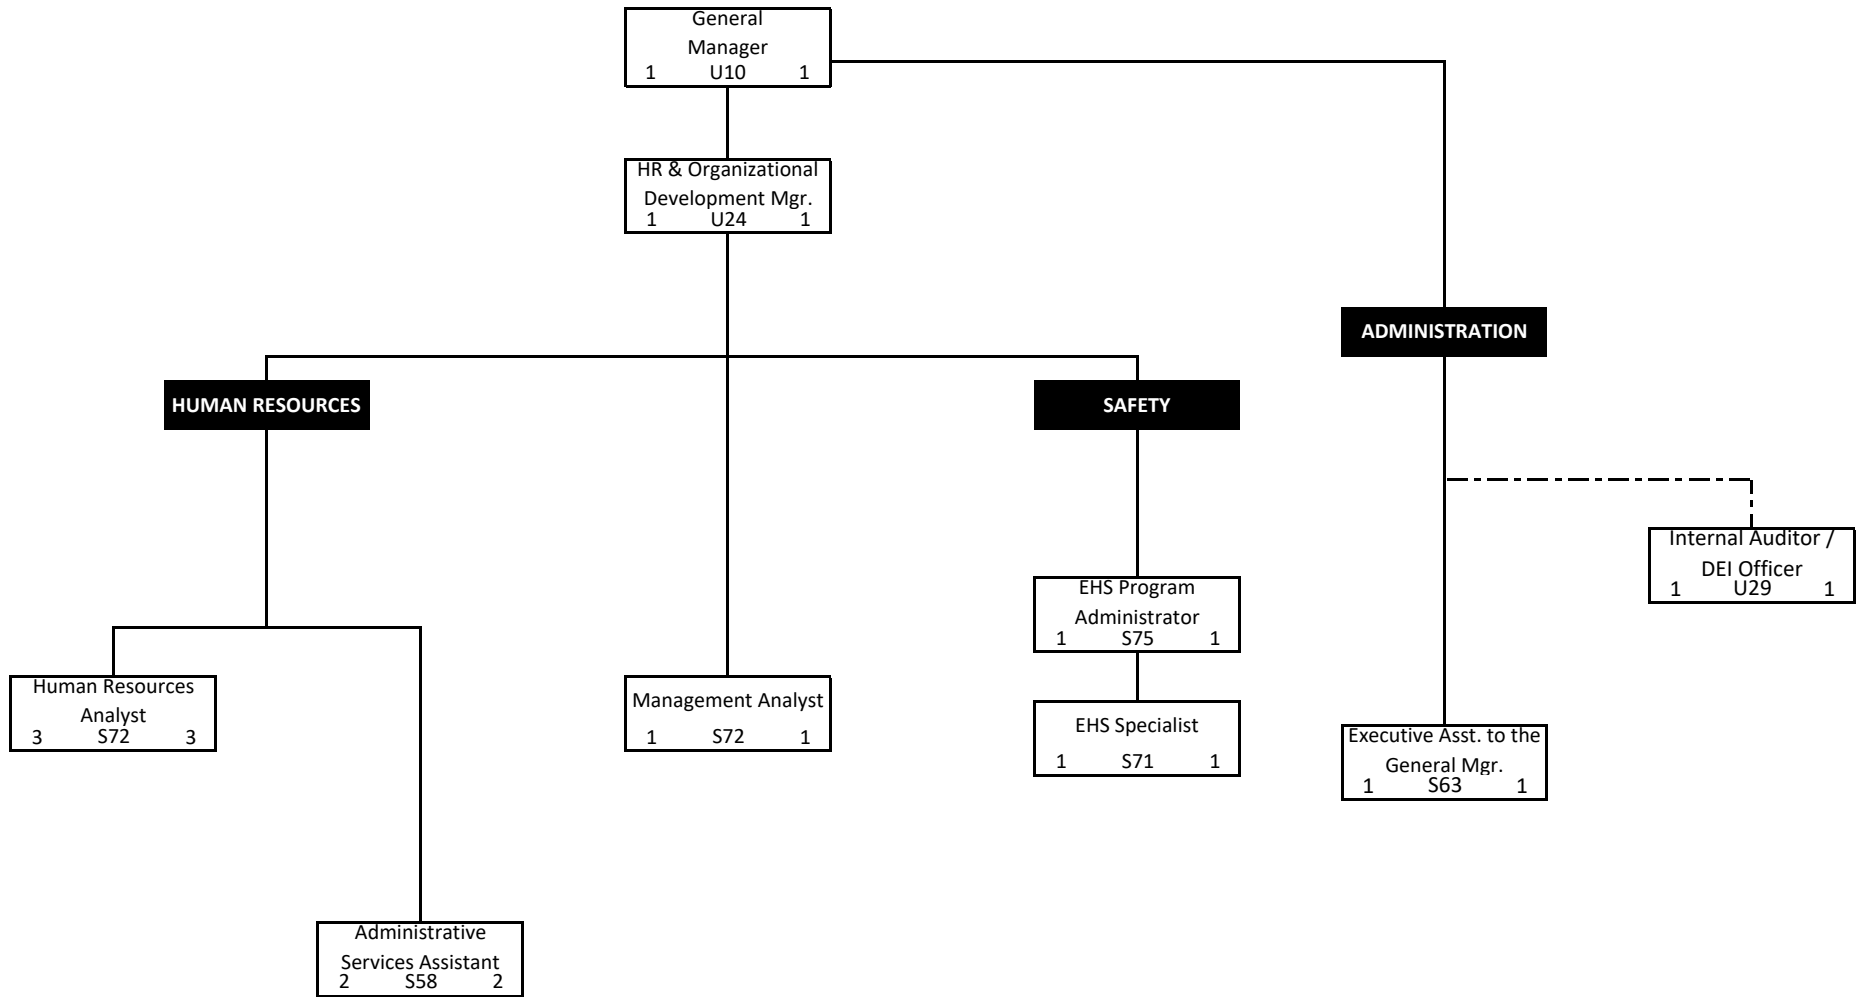 General
Manager
1 U10 1
HR & Organizational
Development Mgr.
1 U24 1
ADMINISTRATION
HUMAN RESOURCES
SAFETY
Internal Auditor /
DEI Officer
1 U29 1
EHS Program
Administrator
1 S75 1
Human Resources
Analyst
3 S72 3
Management Analyst
1 S72 1
EHS Specialist
1 S71 1
Executive Asst. to the
General Mgr.
1 S63 1
Administrative
Services Assistant
2 S58 2